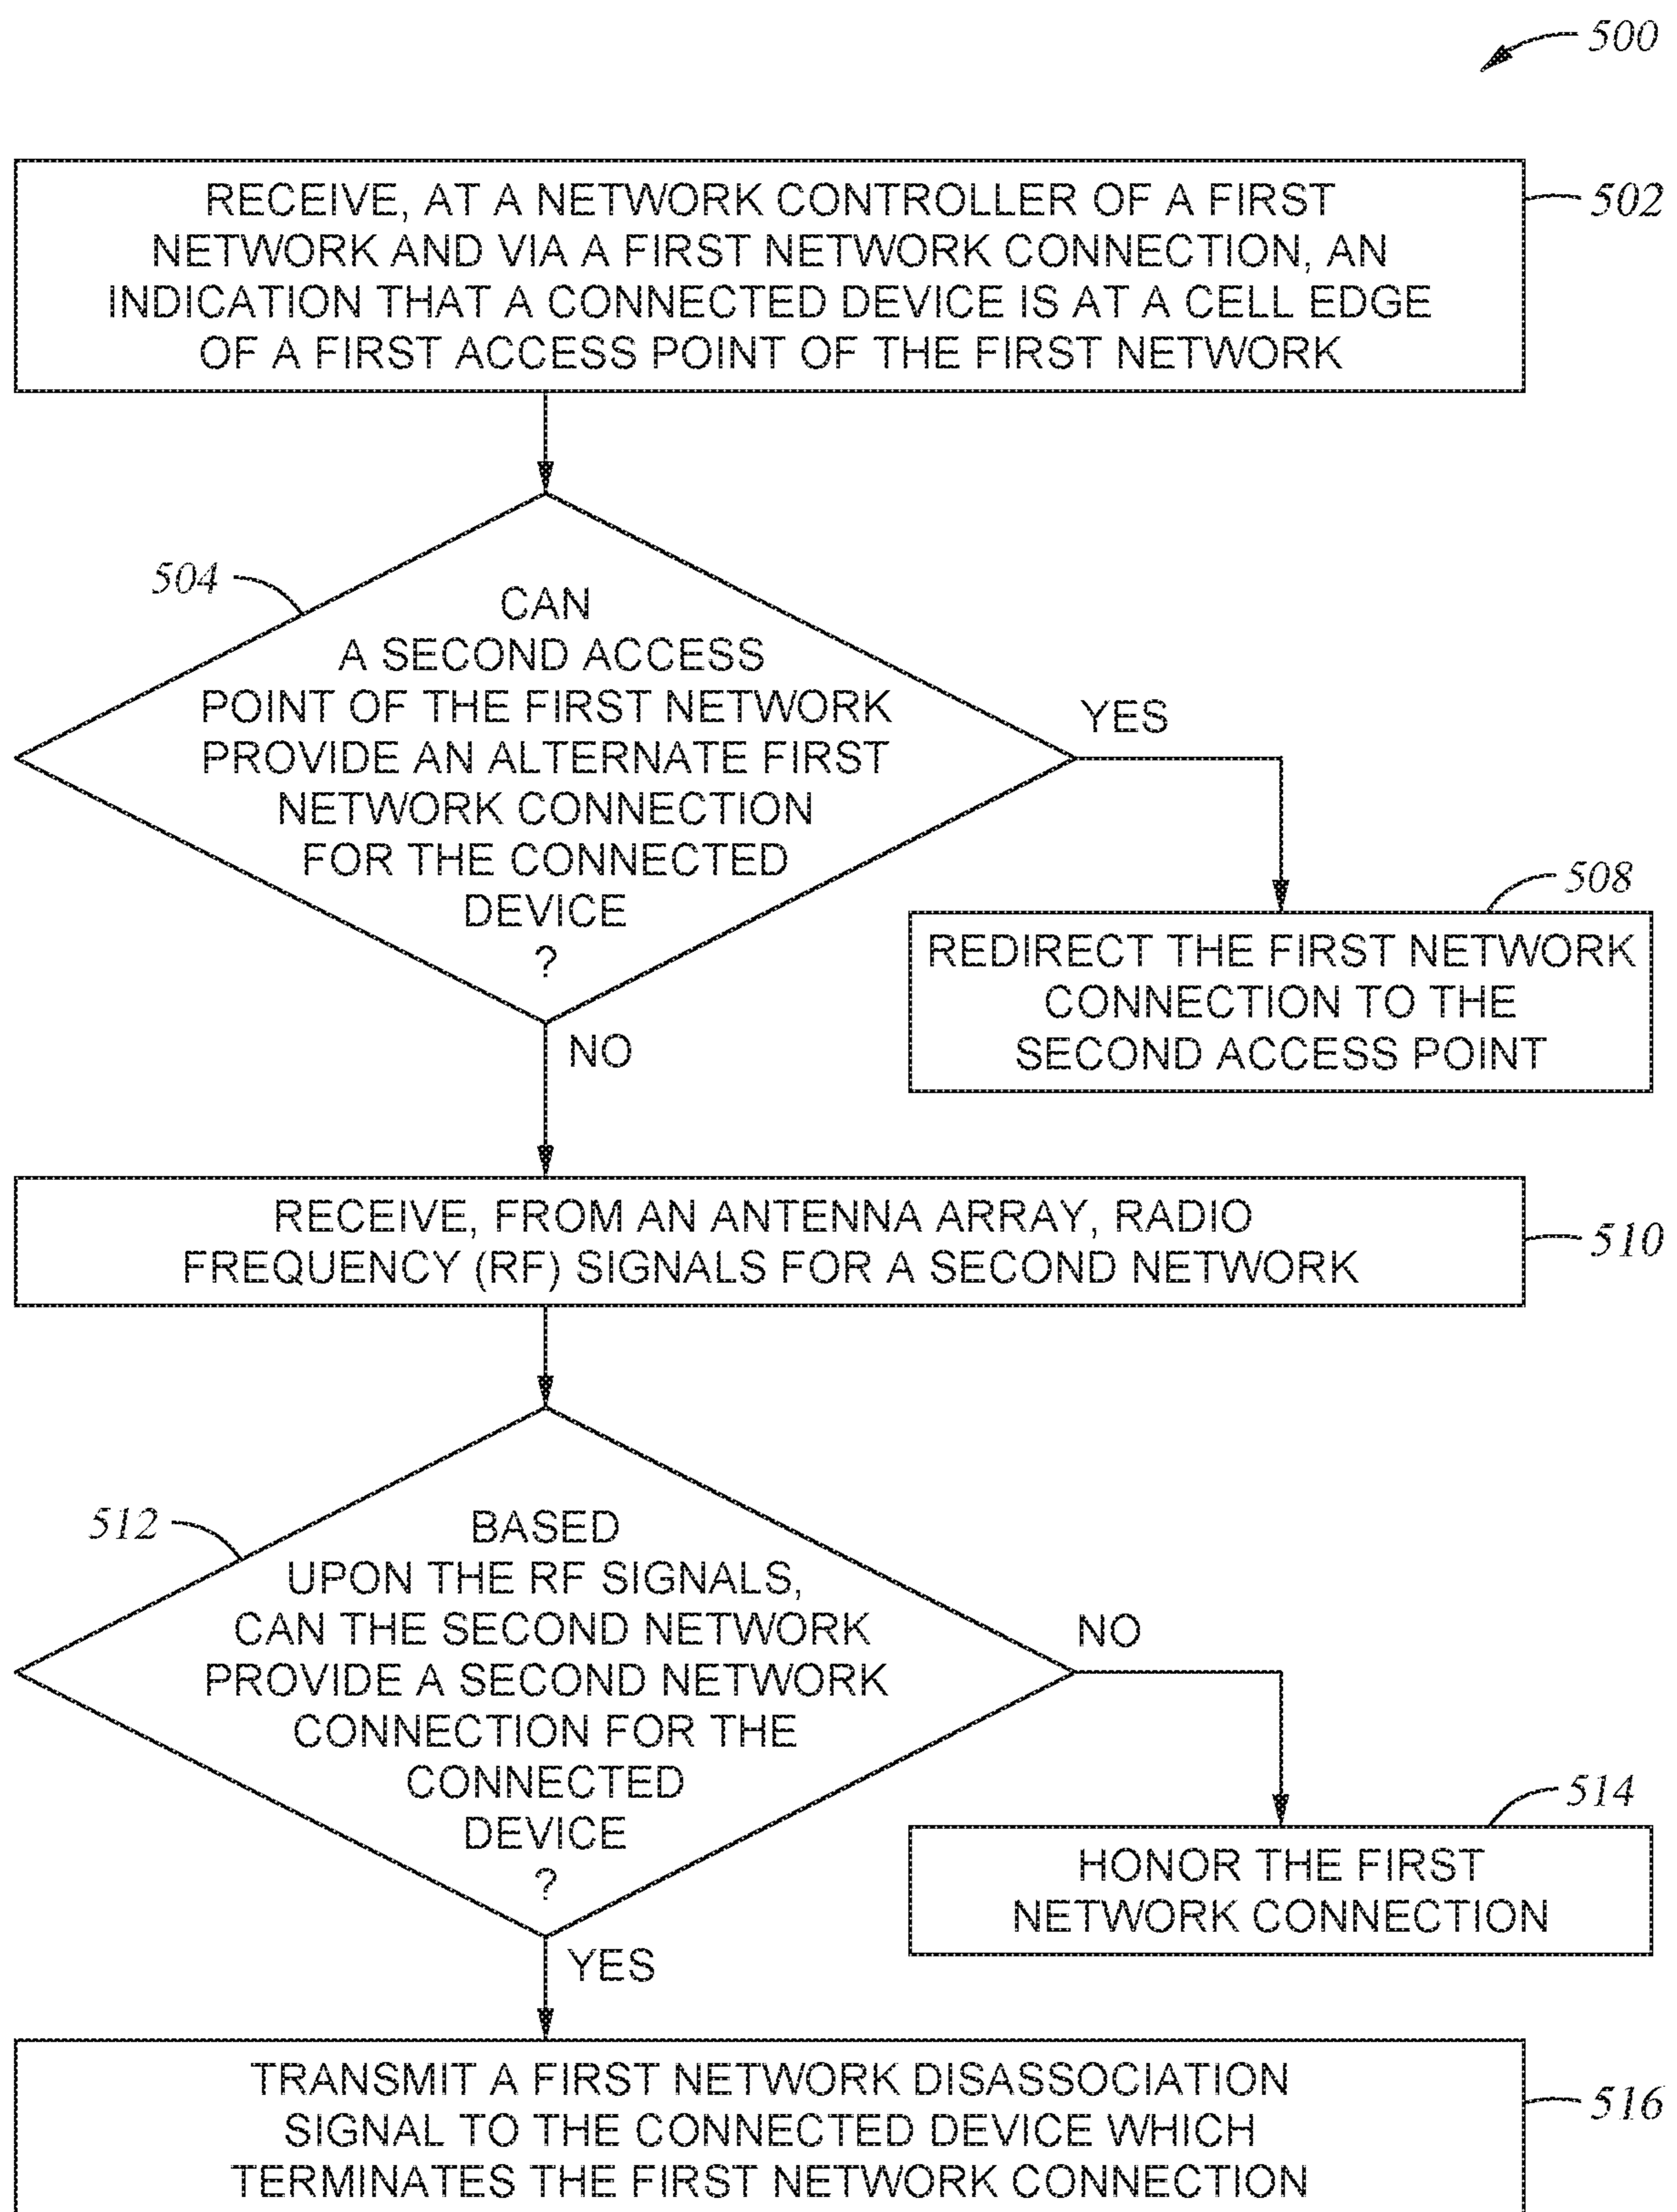 500
RECEIVE, AT A NETWORK CONTROLLER OF A FIRST
NETWORK AND VIA A FIRST NETWORK CONNECTION, AN
INDICATION THAT A CONNECTED DEVICE IS AT A CELL EDGE
OF A FIRST ACCESS POINT OF THE FIRST NETWORK
502
504
CAN
A SECOND ACCESS
POINT OF THE FIRST NETWORK
PROVIDE AN ALTERNATE FIRST
NETWORK CONNECTION
FOR THE CONNECTED
DEVICE
?
YES
508
REDIRECT THE FIRST NETWORK
CONNECTION TO THE
SECOND ACCESS POINT
NO
RECEIVE, FROM AN ANTENNA ARRAY, RADIO
FREQUENCY (RF) SIGNALS FOR A SECOND NETWORK
510
512
BASED
UPON THE RF SIGNALS,
CAN THE SECOND NETWORK
PROVIDE A SECOND NETWORK
CONNECTION FOR THE
CONNECTED
DEVICE
?
NO
514
HONOR THE FIRST
NETWORK CONNECTION
YES
TRANSMIT A FIRST NETWORK DISASSOCIATION
SIGNAL TO THE CONNECTED DEVICE WHICH
TERMINATES THE FIRST NETWORK CONNECTION
516